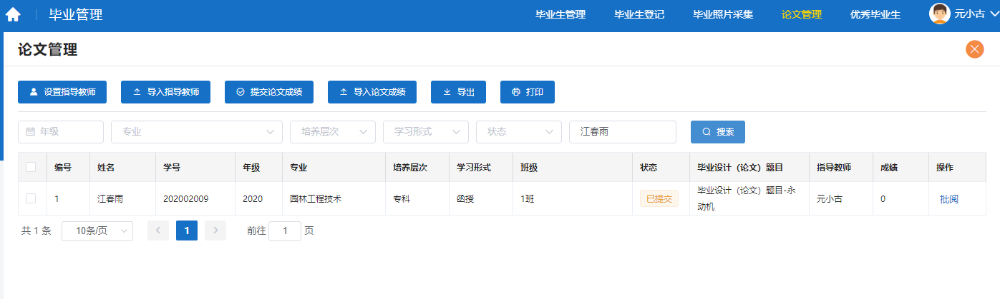 毕业管理 毕业生管理 毕业生登记 毕业照片采集 论文管理 优秀毕业生 元小古
论文管理
设置指导教师 导入指导教师 提交论文成绩 导入论文成绩 导出 打印
年级 专业 培养层次 学习形式 状态 江春雨 搜索
编号 姓名 学号 年级 专业 培养层次 学习形式 班级 状态 毕业设计（论文）题目 指导教师 成绩 操作
1 江春雨 202002009 2020 园林工程技术 专科 函授 1班 已提交 毕业设计（论文）题目-永 元小古 0 批阅
动机
共 1 条 10条/页 1 前往 1 页